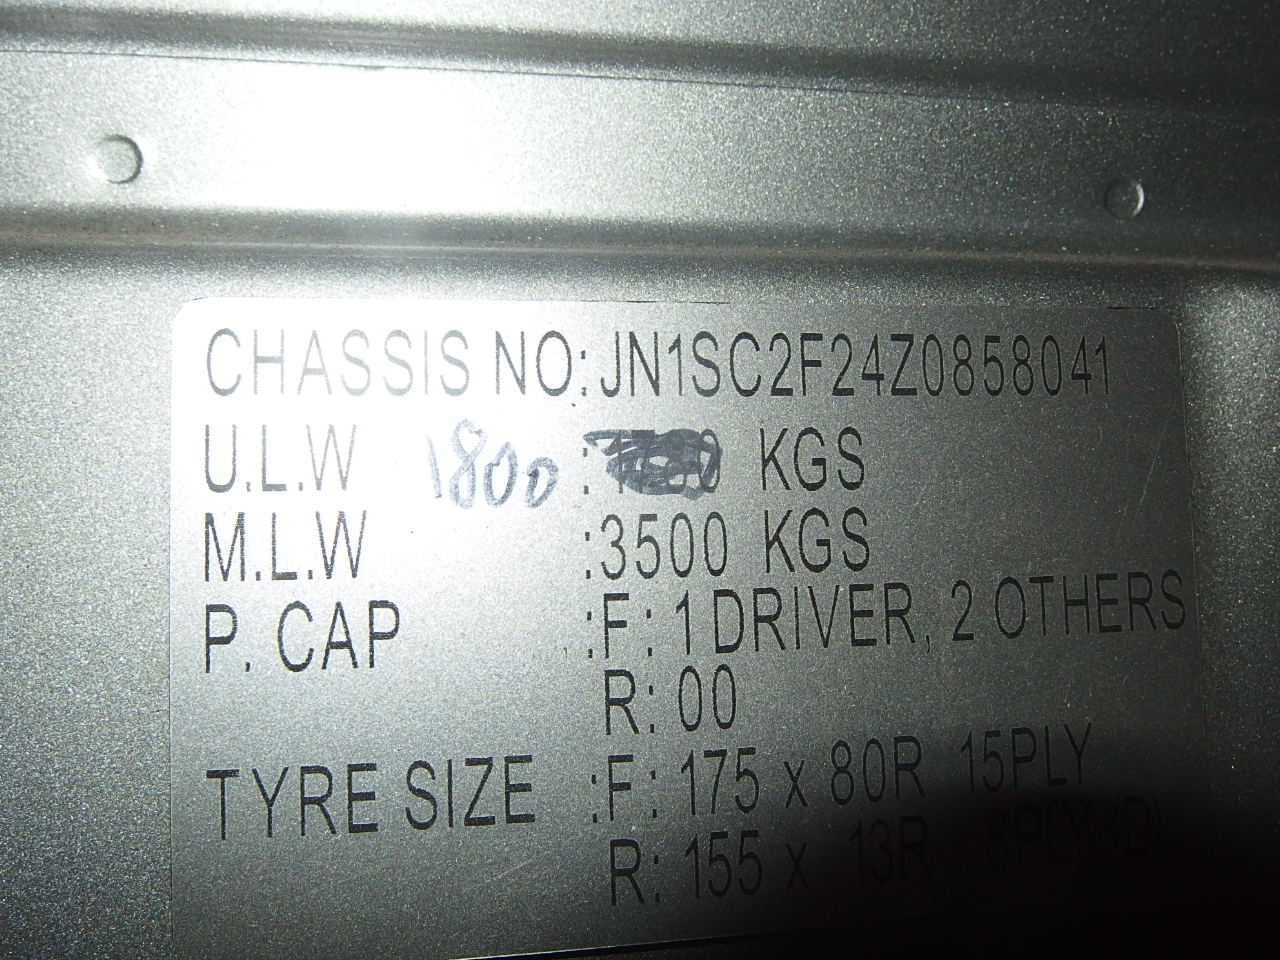 CHASSIS NO: JN1SC2F24Z0858041
U.L.W 1800 : KGS
M.L.W :3500 KGS
P. CAP :F: 1 DRIVER, 2 OTHERS
R: 00
TYRE SIZE :F: 175 x 80R 15PLY
R: 155 x 13R 8PLY (D)